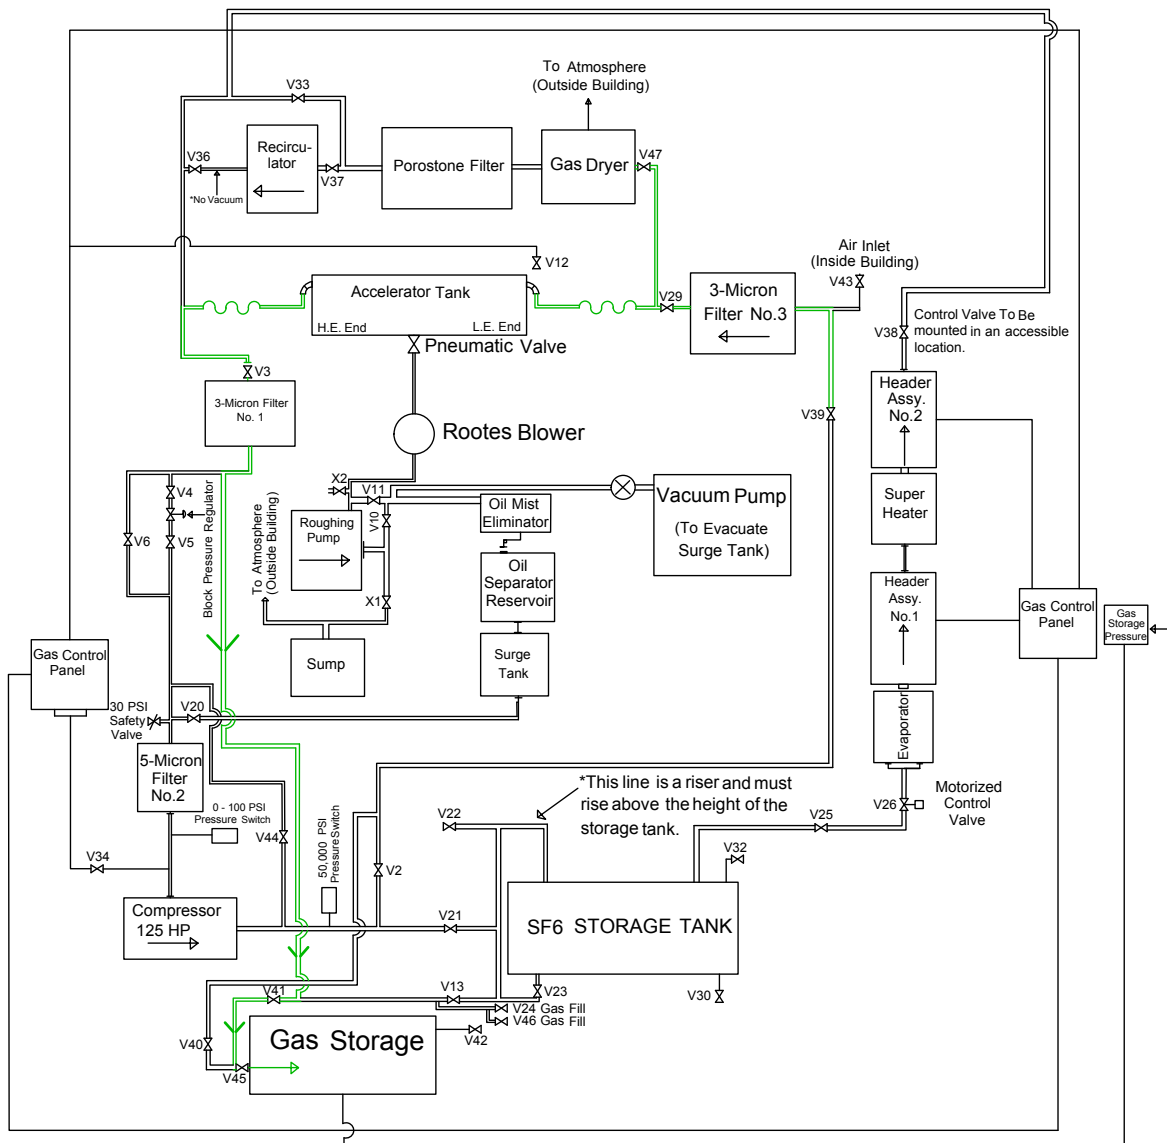 To Atmosphere
(Outside Building)
V33
Recircu-
lator
V36
V37
*No Vacuum
Porostone Filter
Gas Dryer
V47
V12
Air Inlet
(Inside Building)
V43
Accelerator Tank
H.E. End
L.E. End
V29
3-Micron
Filter No.3
Control Valve To Be
mounted in an accessible
location.
V38
Pneumatic Valve
V3
3-Micron Filter
No. 1
Header
Assy.
No.2
V39
Rootes Blower
V4
V5
V6
Block Pressure Regulator
To Atmosphere
(Outside Building)
X2
V11
V10
Roughing
Pump
X1
Sump
Oil Mist
Eliminator
Oil
Separator
Reservoir
Surge
Tank
Vacuum Pump
(To Evacuate
Surge Tank)
Super
Heater
Header
Assy.
No.1
Gas Control
Panel
Gas
Storage
Pressure
Gas Control
Panel
30 PSI
Safety
Valve
V20
5-Micron
Filter
No.2
Evaporator
0 - 100 PSI
Pressure Switch
V44
50,000 PSI
Pressure Switch
*This line is a riser and must
rise above the height of the
storage tank.
V22
V25
V26
Motorized
Control
Valve
V34
V2
V32
Compressor
125 HP
V21
SF6 STORAGE TANK
V41
V13
V23
V30
V24 Gas Fill
V46 Gas Fill
V40
V45
Gas Storage
V42